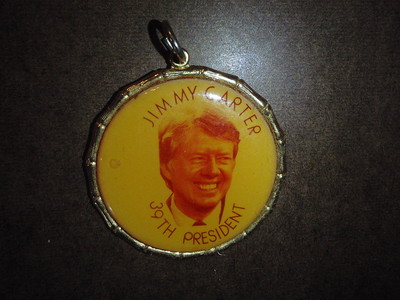 JIMMY CARTER
39TH PRESIDENT